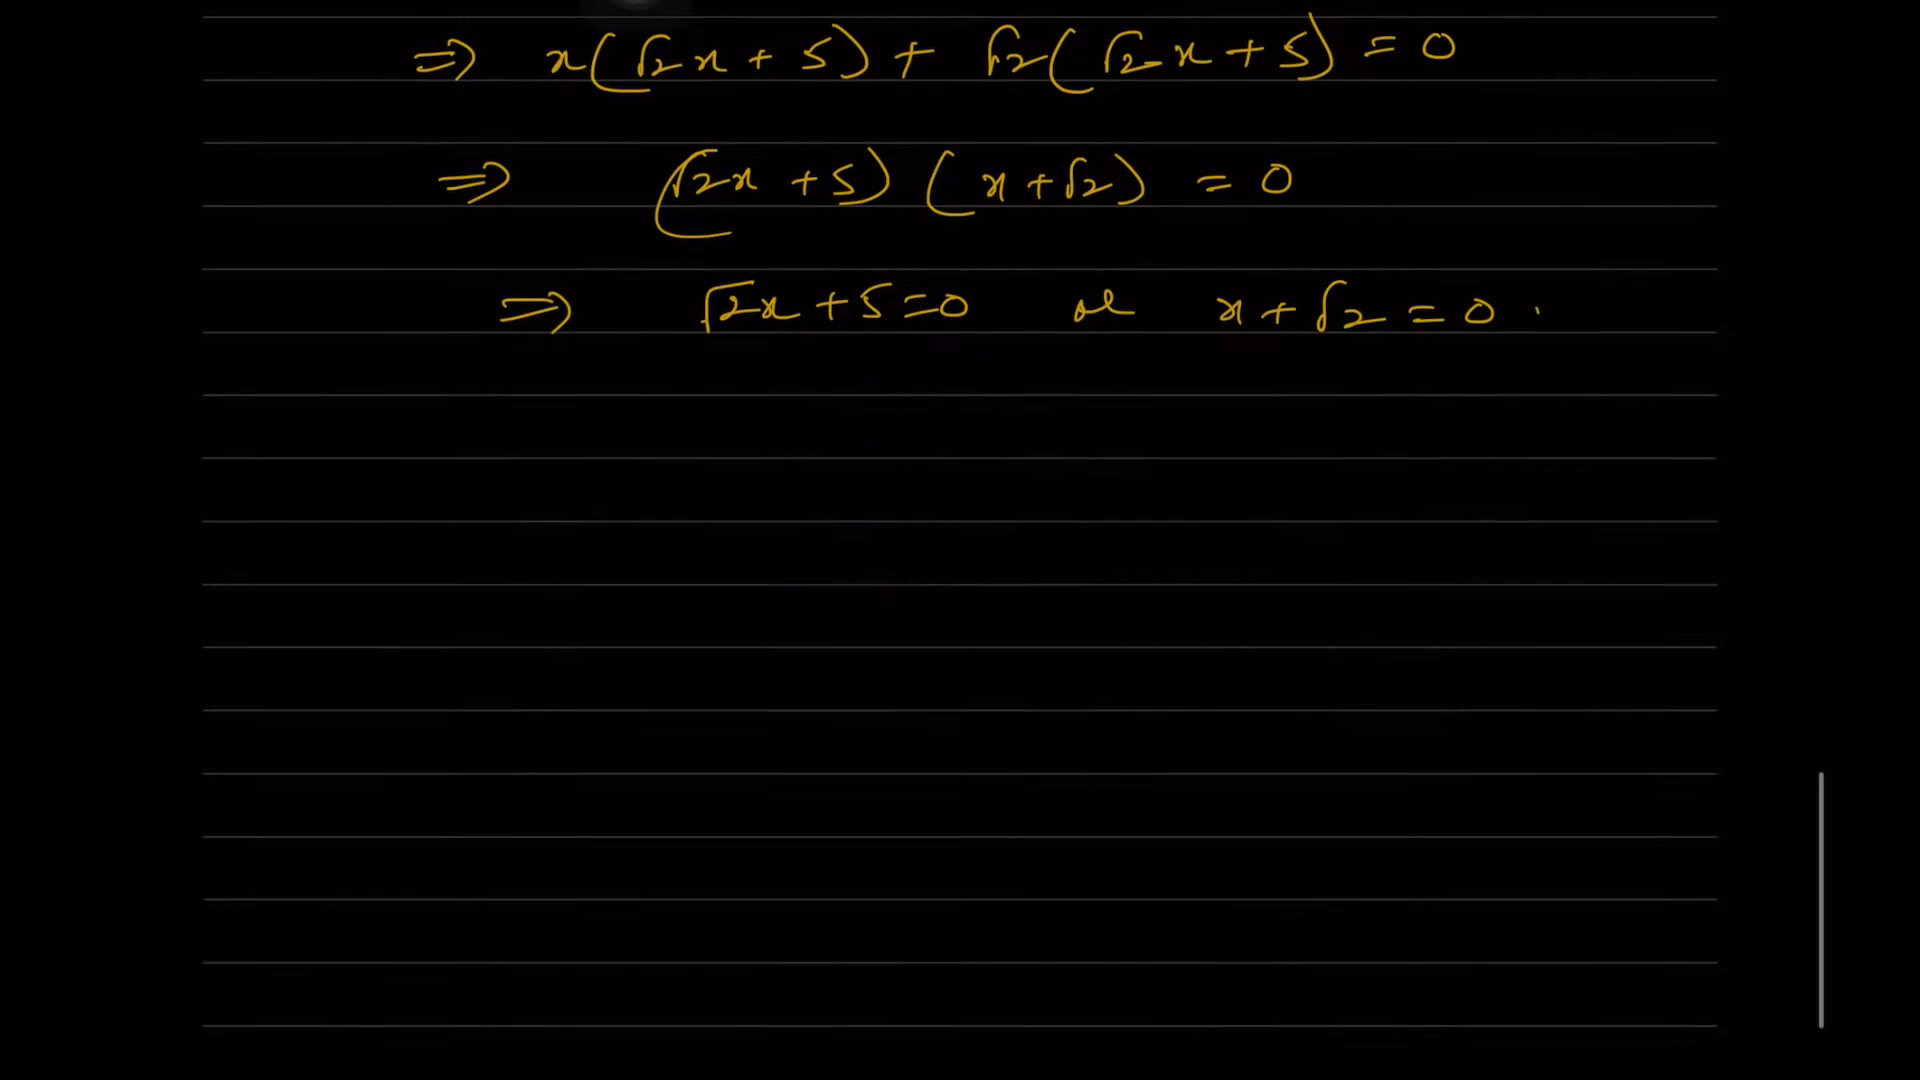 ⇒ x(√2x + 5) + √2(√2x + 5) = 0
⇒ (√2x + 5) (x + √2) = 0
⇒ √2x + 5 = 0 or x + √2 = 0 .